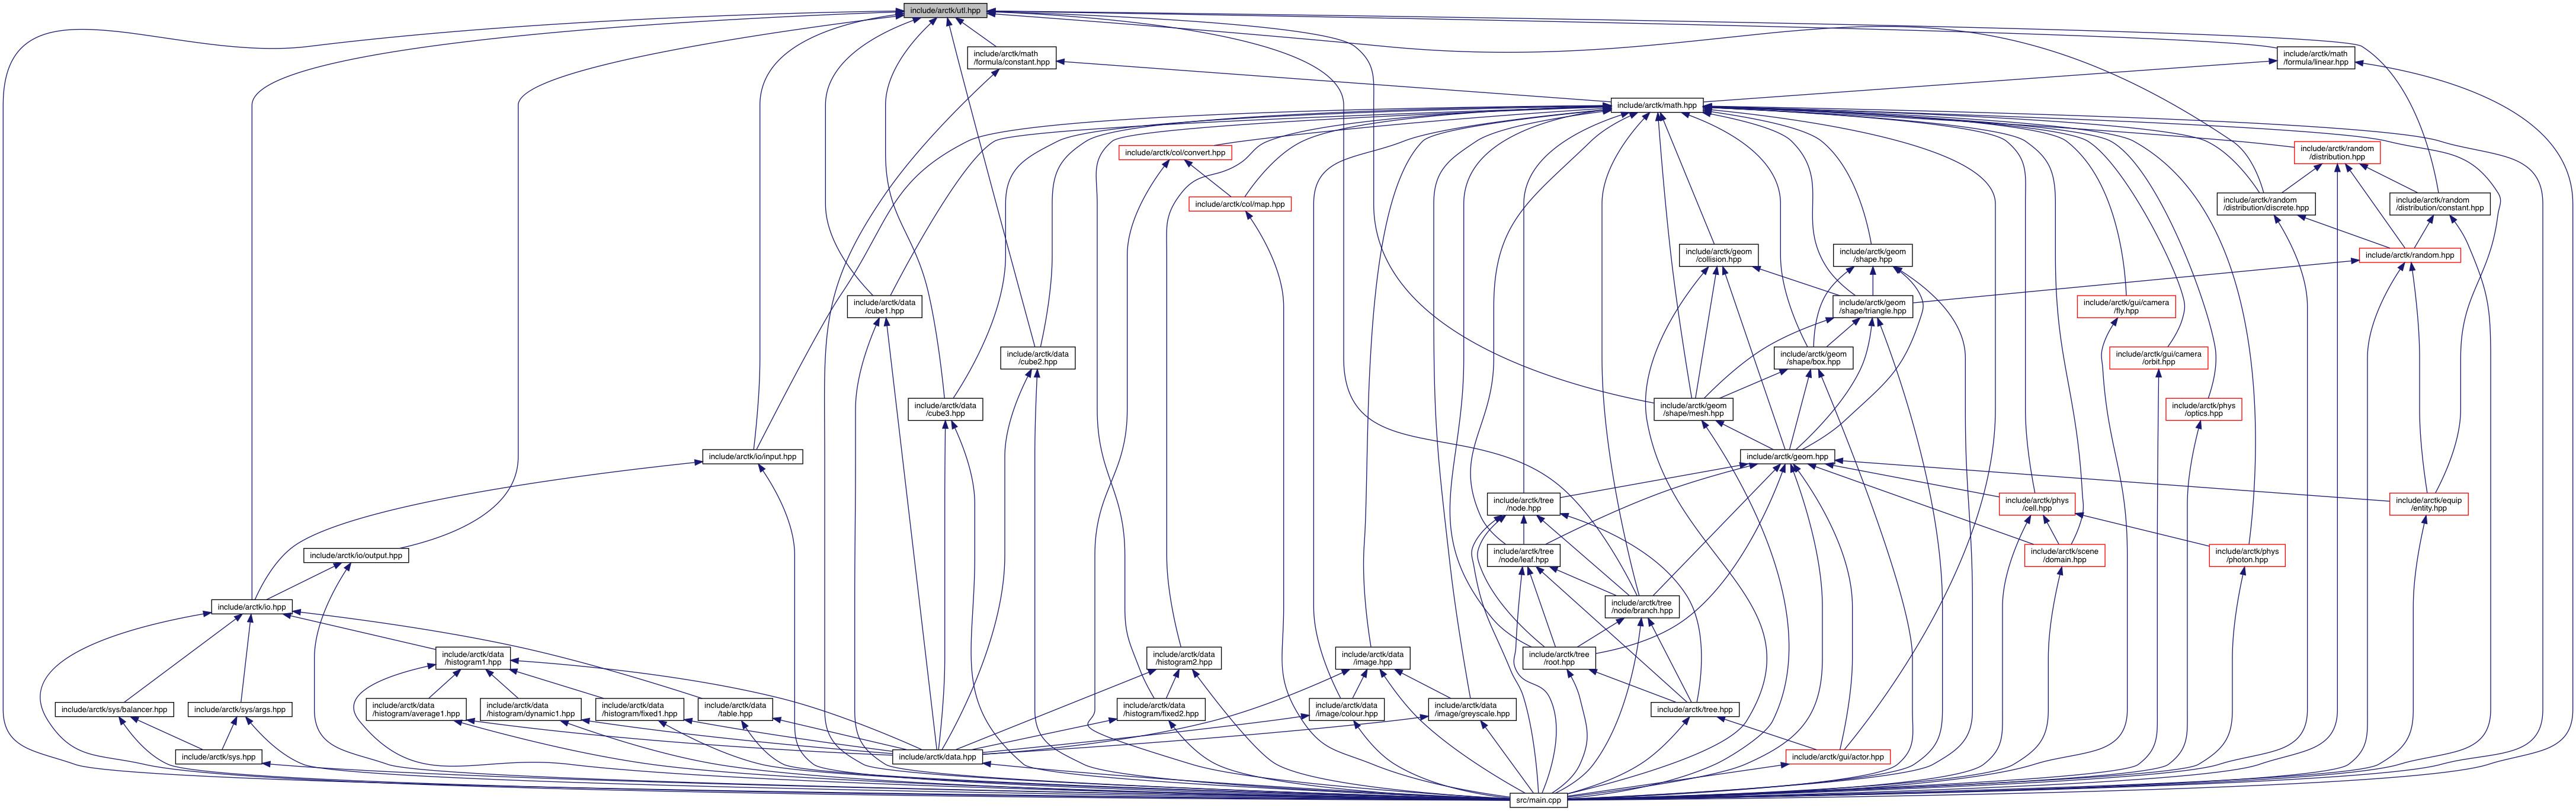 include/arctk/utl.hpp
include/arctk/math
/formula/constant.hpp
include/arctk/math
/formula/linear.hpp
include/arctk/math.hpp
include/arctk/col/convert.hpp
include/arctk/random
/distribution.hpp
include/arctk/col/map.hpp
include/arctk/random
/distribution/discrete.hpp
include/arctk/random
/distribution/constant.hpp
include/arctk/geom
/collision.hpp
include/arctk/geom
/shape.hpp
include/arctk/random.hpp
include/arctk/data
/cube1.hpp
include/arctk/geom
/shape/triangle.hpp
include/arctk/gui/camera
/fly.hpp
include/arctk/data
/cube2.hpp
include/arctk/geom
/shape/box.hpp
include/arctk/gui/camera
/orbit.hpp
include/arctk/data
/cube3.hpp
include/arctk/geom
/shape/mesh.hpp
include/arctk/phys
/optics.hpp
include/arctk/io/input.hpp
include/arctk/geom.hpp
include/arctk/tree
/node.hpp
include/arctk/phys
/cell.hpp
include/arctk/equip
/entity.hpp
include/arctk/io/output.hpp
include/arctk/tree
/node/leaf.hpp
include/arctk/scene
/domain.hpp
include/arctk/phys
/photon.hpp
include/arctk/io.hpp
include/arctk/tree
/node/branch.hpp
include/arctk/data
/histogram1.hpp
include/arctk/data
/histogram2.hpp
include/arctk/data
/image.hpp
include/arctk/tree
/root.hpp
include/arctk/sys/balancer.hpp
include/arctk/sys/args.hpp
include/arctk/data
/histogram/average1.hpp
include/arctk/data
/histogram/dynamic1.hpp
include/arctk/data
/histogram/fixed1.hpp
include/arctk/data
/table.hpp
include/arctk/data
/histogram/fixed2.hpp
include/arctk/data
/image/colour.hpp
include/arctk/data
/image/greyscale.hpp
include/arctk/tree.hpp
include/arctk/sys.hpp
include/arctk/data.hpp
include/arctk/gui/actor.hpp
src/main.cpp